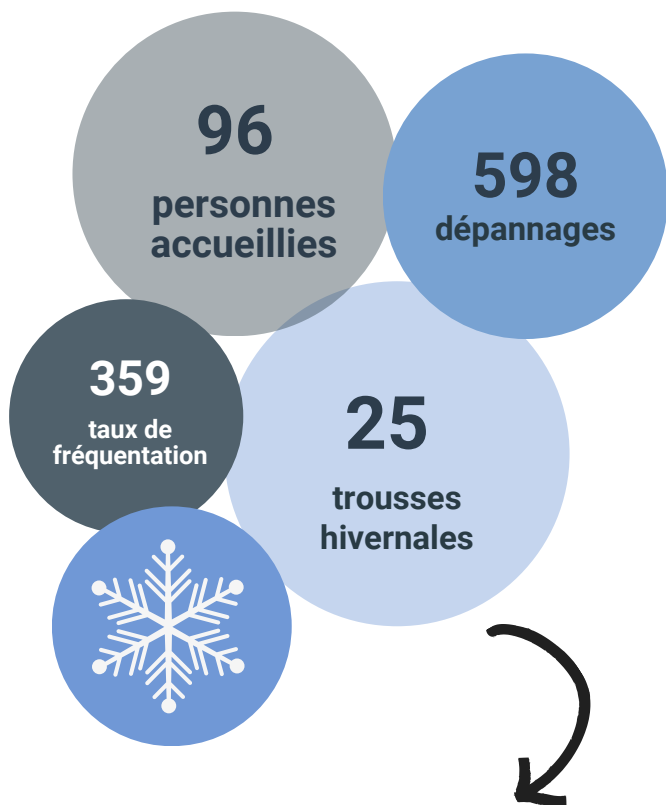 96
personnes
accueillies
598
dépannages
359
taux de
fréquentation
25
trousses
hivernales